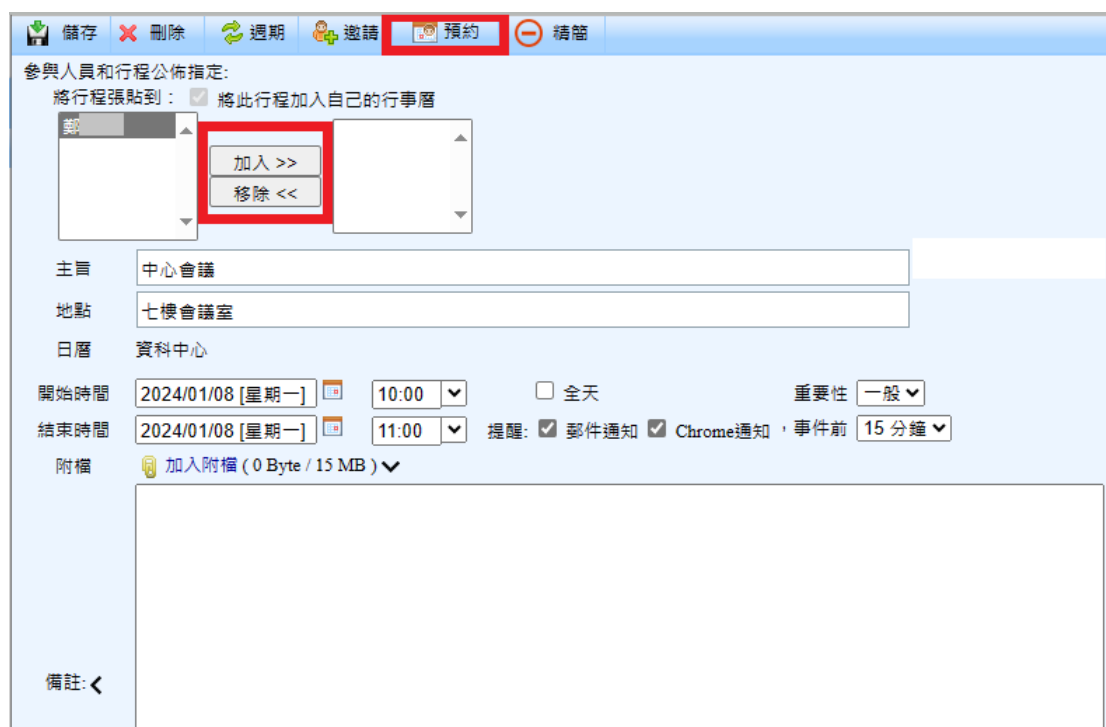 儲存 刪除 週期 邀請 預約 精簡
參與人員和行程公佈指定:
將行程張貼到： 將此行程加入自己的行事曆
鄭
加入 >>
移除 <<
主旨 中心會議
地點 七樓會議室
日曆 資科中心
開始時間 2024/01/08 [星期一] 10:00 全天 重要性 一般
結束時間 2024/01/08 [星期一] 11:00 提醒: 郵件通知 Chrome通知 ，事件前 15 分鐘
附檔 加入附檔 ( 0 Byte / 15 MB )
備註: